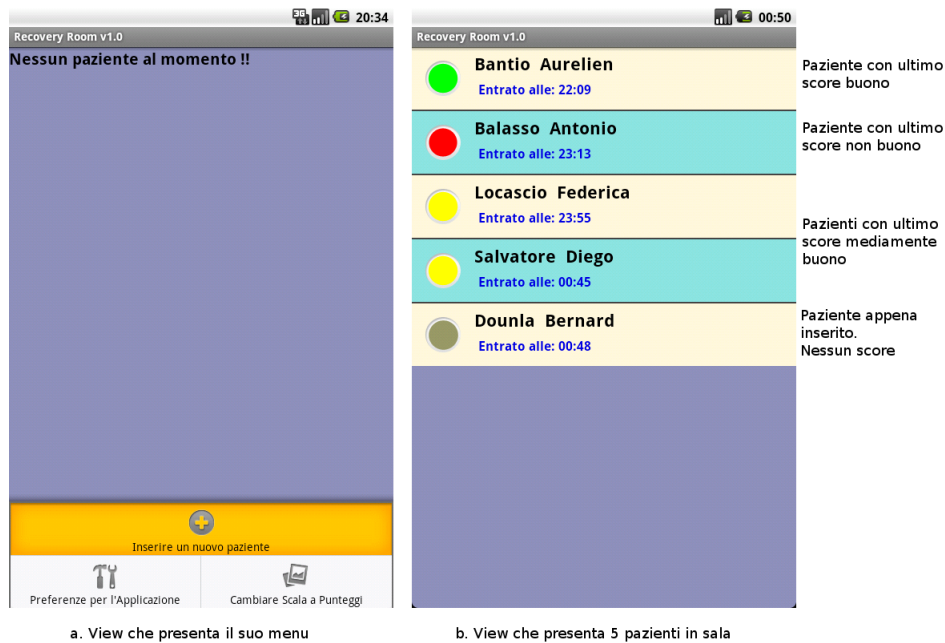 3G
20:34
Recovery Room v1.0
Nessun paziente al momento !!
Inserire un nuovo paziente
Preferenze per l'Applicazione
Cambiare Scala a Punteggi
a. View che presenta il suo menu
00:50
Recovery Room v1.0
Bantio Aurelien
Entrato alle: 22:09
Paziente con ultimo
score buono
Balasso Antonio
Entrato alle: 23:13
Paziente con ultimo
score non buono
Locascio Federica
Entrato alle: 23:55
Salvatore Diego
Entrato alle: 00:45
Pazienti con ultimo
score mediamente
buono
Dounla Bernard
Entrato alle: 00:48
Paziente appena
inserito.
Nessun score
b. View che presenta 5 pazienti in sala